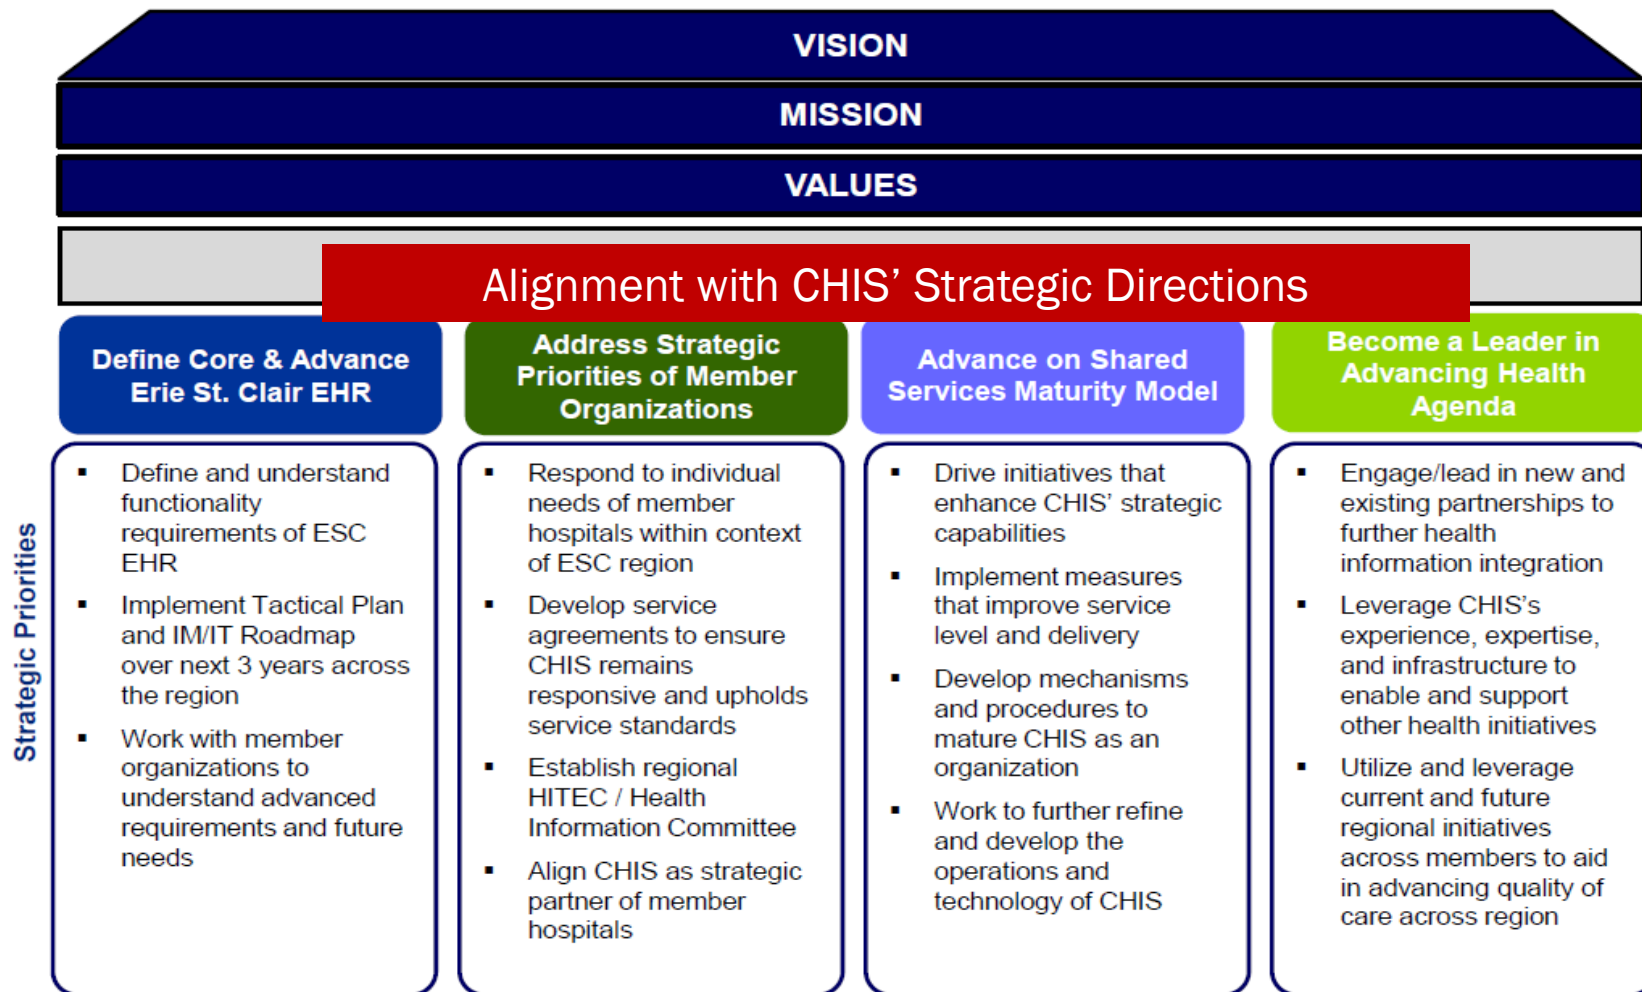 VISION
MISSION
VALUES
Alignment with CHIS’ Strategic Directions
Strategic Priorities
Define Core & Advance
Erie St. Clair EHR
▪ Define and understand
functionality
requirements of ESC
EHR
▪ Implement Tactical Plan
and IM/IT Roadmap
over next 3 years across
the region
▪ Work with member
organizations to
understand advanced
requirements and future
needs
Address Strategic
Priorities of Member
Organizations
▪ Respond to individual
needs of member
hospitals within context
of ESC region
▪ Develop service
agreements to ensure
CHIS remains
responsive and upholds
service standards
▪ Establish regional
HITEC / Health
Information Committee
▪ Align CHIS as strategic
partner of member
hospitals
Advance on Shared
Services Maturity Model
▪ Drive initiatives that
enhance CHIS’ strategic
capabilities
▪ Implement measures
that improve service
level and delivery
▪ Develop mechanisms
and procedures to
mature CHIS as an
organization
▪ Work to further refine
and develop the
operations and
technology of CHIS
Become a Leader in
Advancing Health
Agenda
▪ Engage/lead in new and
existing partnerships to
further health
information integration
▪ Leverage CHIS’s
experience, expertise,
and infrastructure to
enable and support
other health initiatives
▪ Utilize and leverage
current and future
regional initiatives
across members to aid
in advancing quality of
care across region